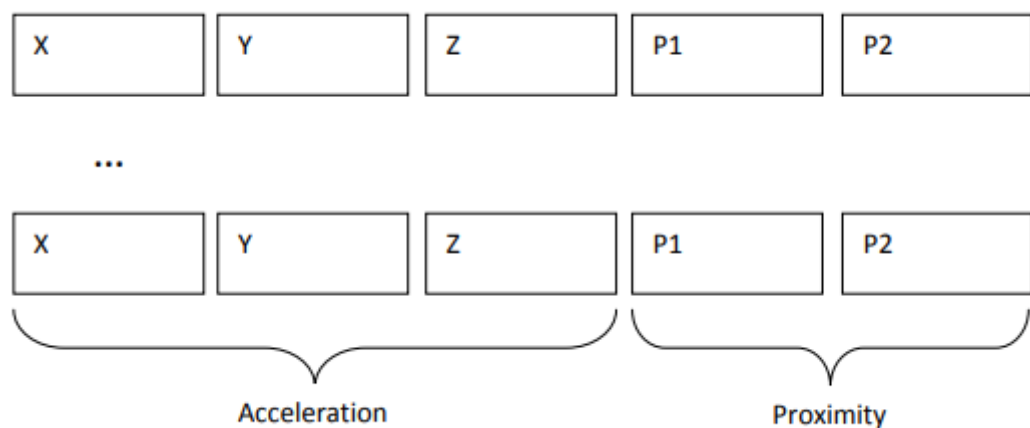 X Y Z P1 P2
...
X Y Z P1 P2
Acceleration Proximity